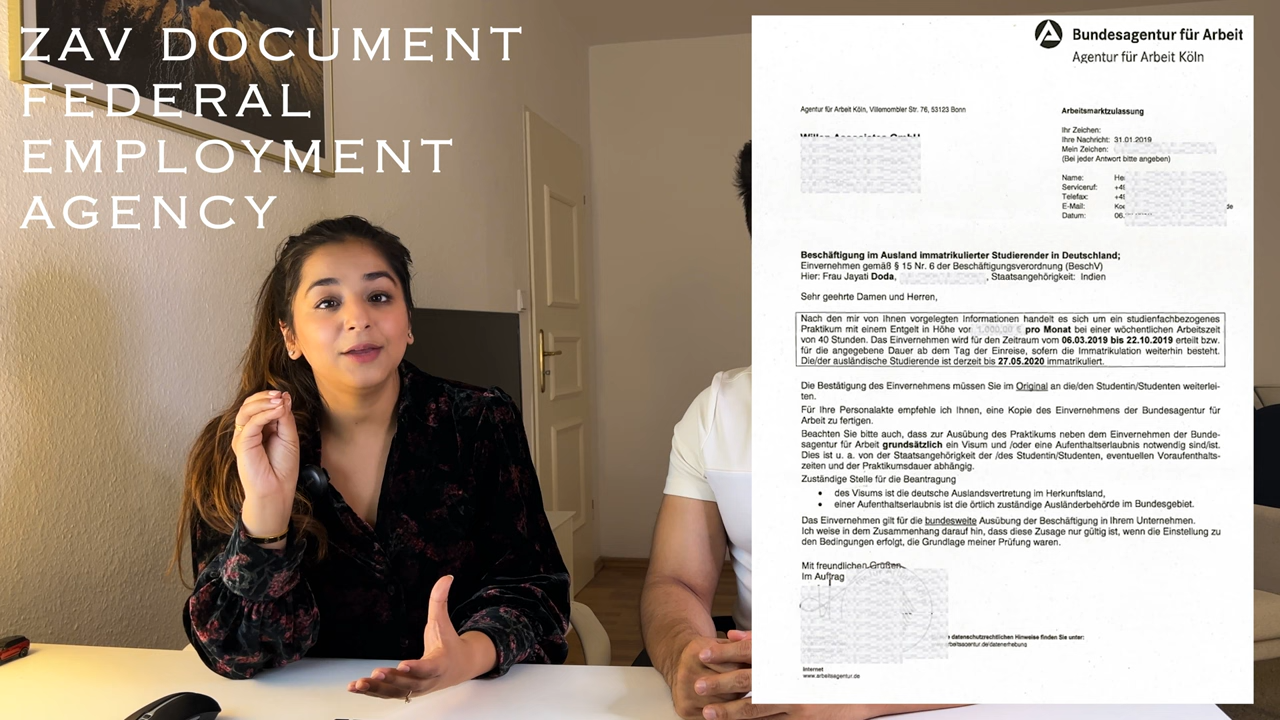 ZAV DOCUMENT
FEDERAL
EMPLOYMENT
AGENCY
Bundesagentur für Arbeit
Agentur für Arbeit Köln
Agentur für Arbeit Köln, Villemombler Str. 76, 53123 Bonn
Arbeitsmarktzulassung
Ihr Zeichen:
Ihre Nachricht: 31.01.2019
Mein Zeichen:
(Bei jeder Antwort bitte angeben)
Name:
Serviceruf:
Telefax:
E-Mail:
Datum: 06.
Beschäftigung im Ausland immatrikulierter Studierender in Deutschland;
Einvernehmen gemäß § 15 Nr. 6 der Beschäftigungsverordnung (BeschV)
Hier: Frau Jayati Doda, , Staatsangehörigkeit: Indien
Sehr geehrte Damen und Herren,
Nach den mir von Ihnen vorgelegten Informationen handelt es sich um ein studienfachbezogenes
Praktikum mit einem Entgelt in Höhe von pro Monat bei einer wöchentlichen Arbeitszeit
von 40 Stunden. Das Einvernehmen wird für den Zeitraum vom 06.03.2019 bis 22.10.2019 erteilt bzw.
für die angegebene Dauer ab dem Tag der Einreise, sofern die Immatrikulation weiterhin besteht.
Die/der ausländische Studierende ist derzeit bis 27.05.2020 immatrikuliert.
Die Bestätigung des Einvernehmens müssen Sie im Original an die/den Studentin/Studenten weiterlei-
ten.
Für Ihre Personalakte empfehle ich Ihnen, eine Kopie des Einvernehmens der Bundesagentur für
Arbeit zu fertigen.
Beachten Sie bitte auch, dass zur Ausübung des Praktikums neben dem Einvernehmen der Bunde-
sagentur für Arbeit grundsätzlich ein Visum und /oder eine Aufenthaltserlaubnis notwendig sind/ist.
Dies ist u. a. von der Staatsangehörigkeit der /des Studentin/Studenten, eventuellen Voraufenthalts-
zeiten und der Praktikumsdauer abhängig.
Zuständige Stelle für die Beantragung
• des Visums ist die deutsche Auslandsvertretung im Herkunftsland,
• einer Aufenthaltserlaubnis ist die örtlich zuständige Ausländerbehörde im Bundesgebiet.
Das Einvernehmen gilt für die bundesweite Ausübung der Beschäftigung in Ihrem Unternehmen.
Ich weise in dem Zusammenhang darauf hin, dass diese Zusage nur gültig ist, wenn die Einstellung zu
den Bedingungen erfolgt, die Grundlage meiner Prüfung waren.
Mit freundlichen Grüßen
Im Auftrag
datenschutzrechtlichen Hinweise finden Sie unter:
Internet
www.arbeitsagentur.de